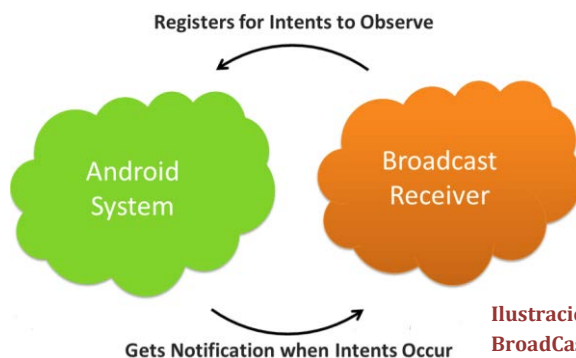 Registers for Intents to Observe
Android
System
Broadcast
Receiver
Gets Notification when Intents Occur